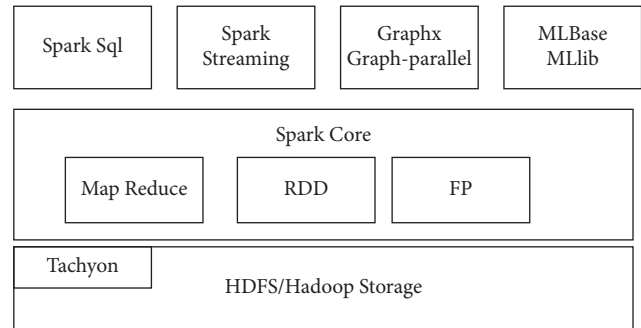 Spark Sql
Spark
Streaming
Graphx
Graph-parallel
MLBase
MLlib
Spark Core
Map Reduce
RDD
FP
Tachyon
HDFS/Hadoop Storage